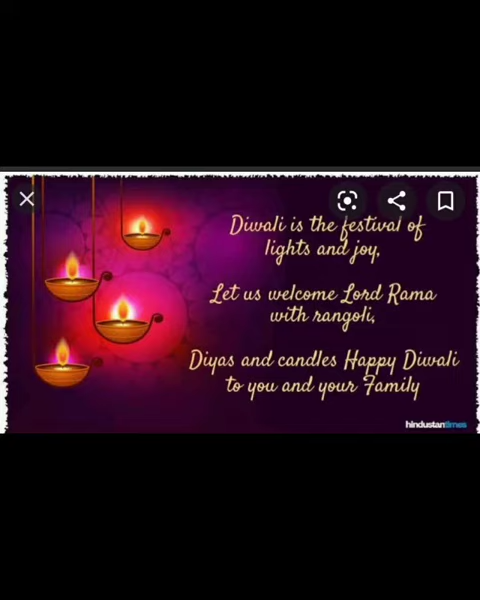 Diwali is the festival of
lights and joy,
Let us welcome Lord Rama
with rangoli,
Diyas and candles Happy Diwali
to you and your Family
hindustantimes